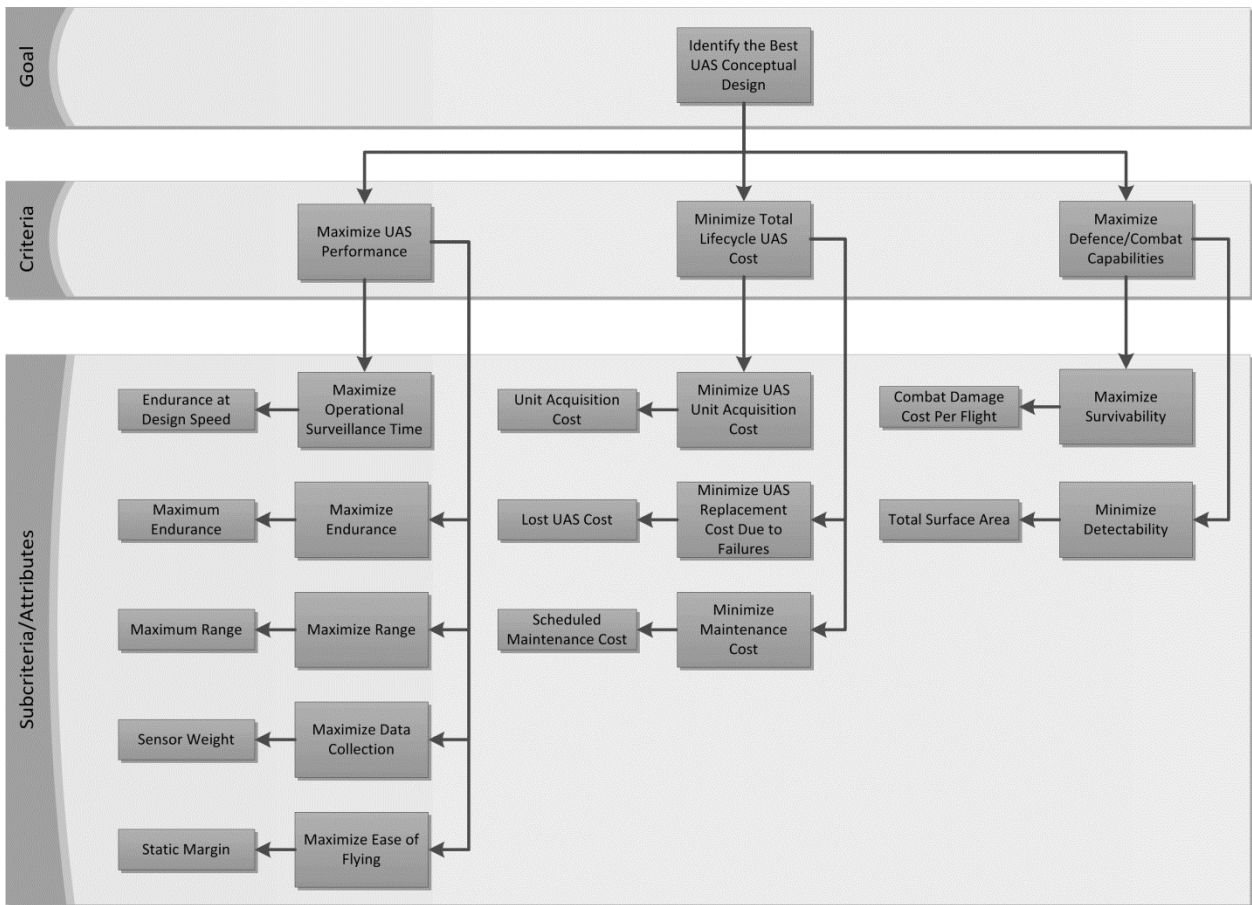 Goal
Identify the Best
UAS Conceptual
Design
Criteria
Maximize UAS
Performance
Minimize Total
Lifecycle UAS
Cost
Maximize
Defence/Combat
Capabilities
Subcriteria/Attributes
Endurance at
Design Speed
Maximize
Operational
Surveillance Time
Unit Acquisition
Cost
Minimize UAS
Unit Acquisition
Cost
Combat Damage
Cost Per Flight
Maximize
Survivability
Maximum
Endurance
Maximize
Endurance
Lost UAS Cost
Minimize UAS
Replacement
Cost Due to
Failures
Total Surface Area
Minimize
Detectability
Maximum Range
Maximize Range
Scheduled
Maintenance Cost
Minimize
Maintenance
Cost
Sensor Weight
Maximize Data
Collection
Static Margin
Maximize Ease of
Flying